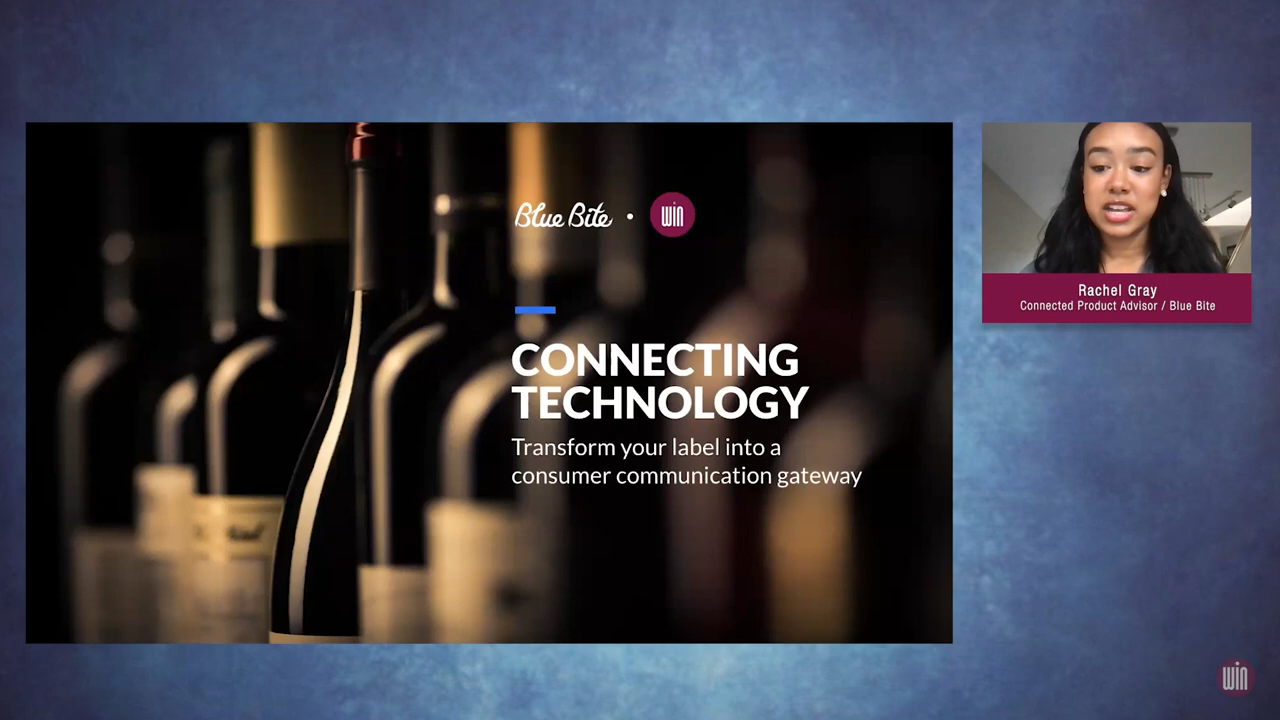 Blue Bite • win
CONNECTING
TECHNOLOGY
Transform your label into a
consumer communication gateway
Rachel Gray
Connected Product Advisor / Blue Bite
win